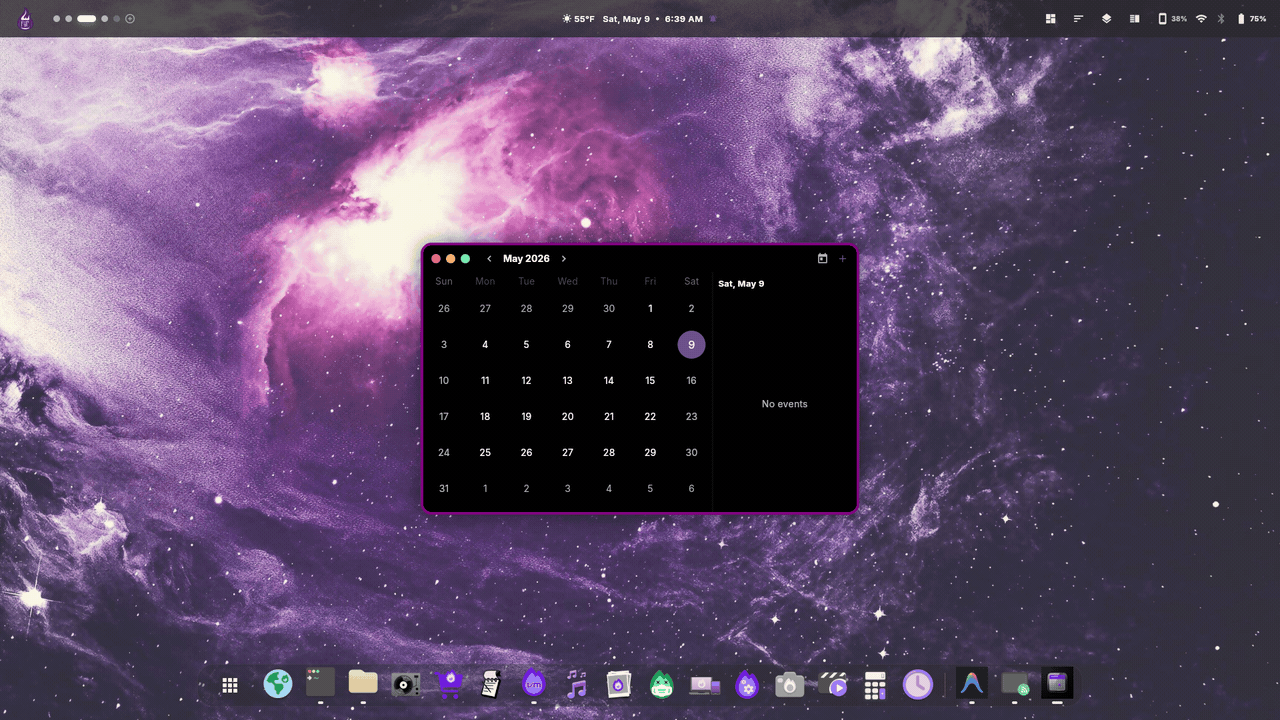 55°F Sat, May 9 • 6:39 AM
38% 75%
May 2026
Sun Mon Tue Wed Thu Fri Sat
26 27 28 29 30 1 2
3 4 5 6 7 8 9
10 11 12 13 14 15 16
17 18 19 20 21 22 23
24 25 26 27 28 29 30
31 1 2 3 4 5 6
Sat, May 9
No events
vm